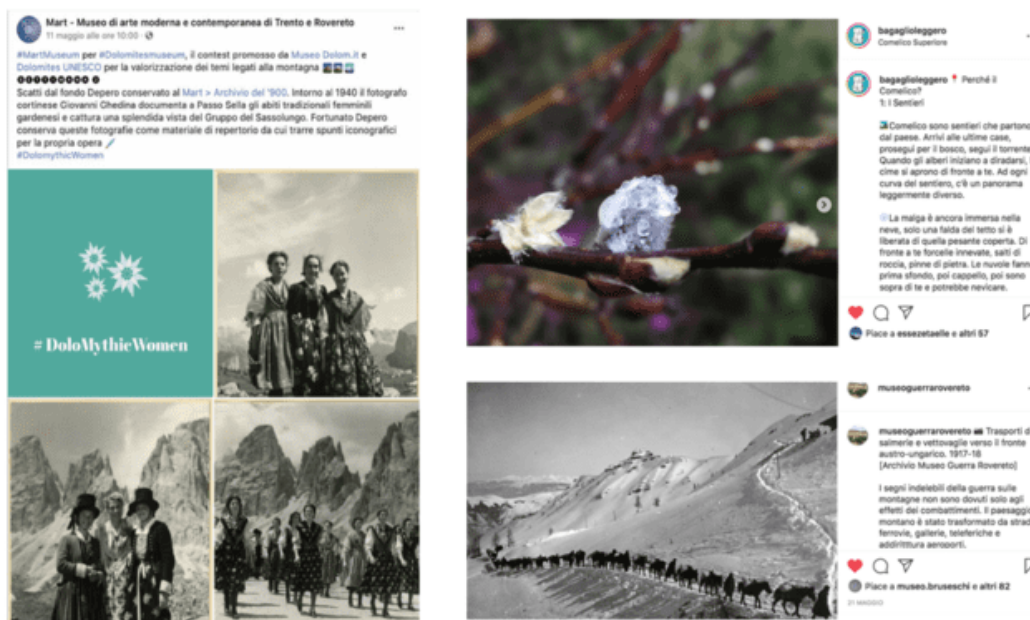 Mart - Museo di arte moderna e contemporanea di Trento e Rovereto
11 maggio alle ore 10:00 ·
#MartMuseum per #Dolomitesmuseum, il contest promosso da Museo Dolom.it e
Dolomites UNESCO per la valorizzazione dei temi legati alla montagna
Scatti dal fondo Depero conservato al Mart > Archivio del '900. Intorno al 1940 il fotografo
cortinese Giovanni Ghedina documenta a Passo Sella gli abiti tradizionali femminili
gardenesi e cattura una splendida vista del Gruppo del Sassolungo. Fortunato Depero
conserva queste fotografie come materiale di repertorio da cui trarre spunti iconografici
per la propria opera
#DolomythicWomen
# DoloMythicWomen
bagaglioleggero
Comelico Superiore
bagaglioleggero Perché il
Comelico?
1: I Sentieri
Comelico sono sentieri che partono
dal paese. Arrivi alle ultime case,
prosegui per il bosco, segui il torrente.
Quando gli alberi iniziano a diradarsi,
cime si aprono di fronte a te. Ad ogni
curva del sentiero, c'è un panorama
leggermente diverso.
La malga è ancora immersa nella
neve, solo una falda del tetto si è
liberata di quella pesante coperta. Di
fronte a te forcelle innevate, salti di
roccia, pinne di pietra. Le nuvole fanno
prima sfondo, poi cappello, poi sono
sopra di te e potrebbe nevicare.
Piace a essezetaelle e altri 57
museoguerrarovereto
museoguerrarovereto Trasporti di
salmerie e vettovaglie verso il fronte
austro-ungarico. 1917-18
[Archivio Museo Guerra Rovereto]
I segni indelebili della guerra sulle
montagne non sono dovuti solo agli
effetti dei combattimenti. Il paesaggio
montano è stato trasformato da strade
ferrovie, gallerie, teleferiche e
addirittura aeroporti.
Piace a museo.bruseschi e altri 82
21 MAGGIO